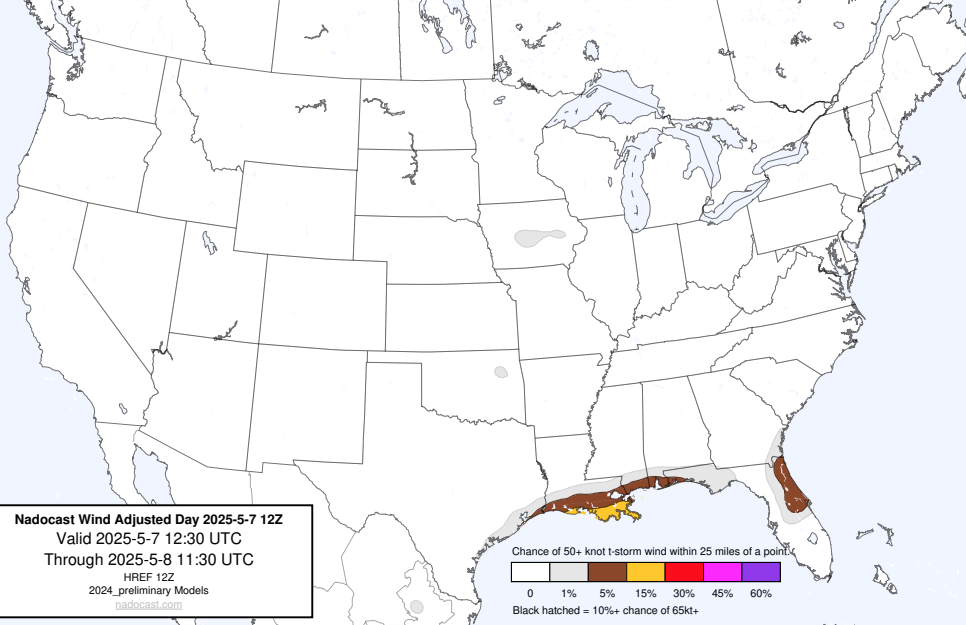 Nadocast Wind Adjusted Day 2025-5-7 12Z
Valid 2025-5-7 12:30 UTC
Through 2025-5-8 11:30 UTC
HREF 12Z
2024_preliminary Models
nadocast.com
Chance of 50+ knot t-storm wind within 25 miles of a point.
0 1% 5% 15% 30% 45% 60%
Black hatched = 10%+ chance of 65kt+